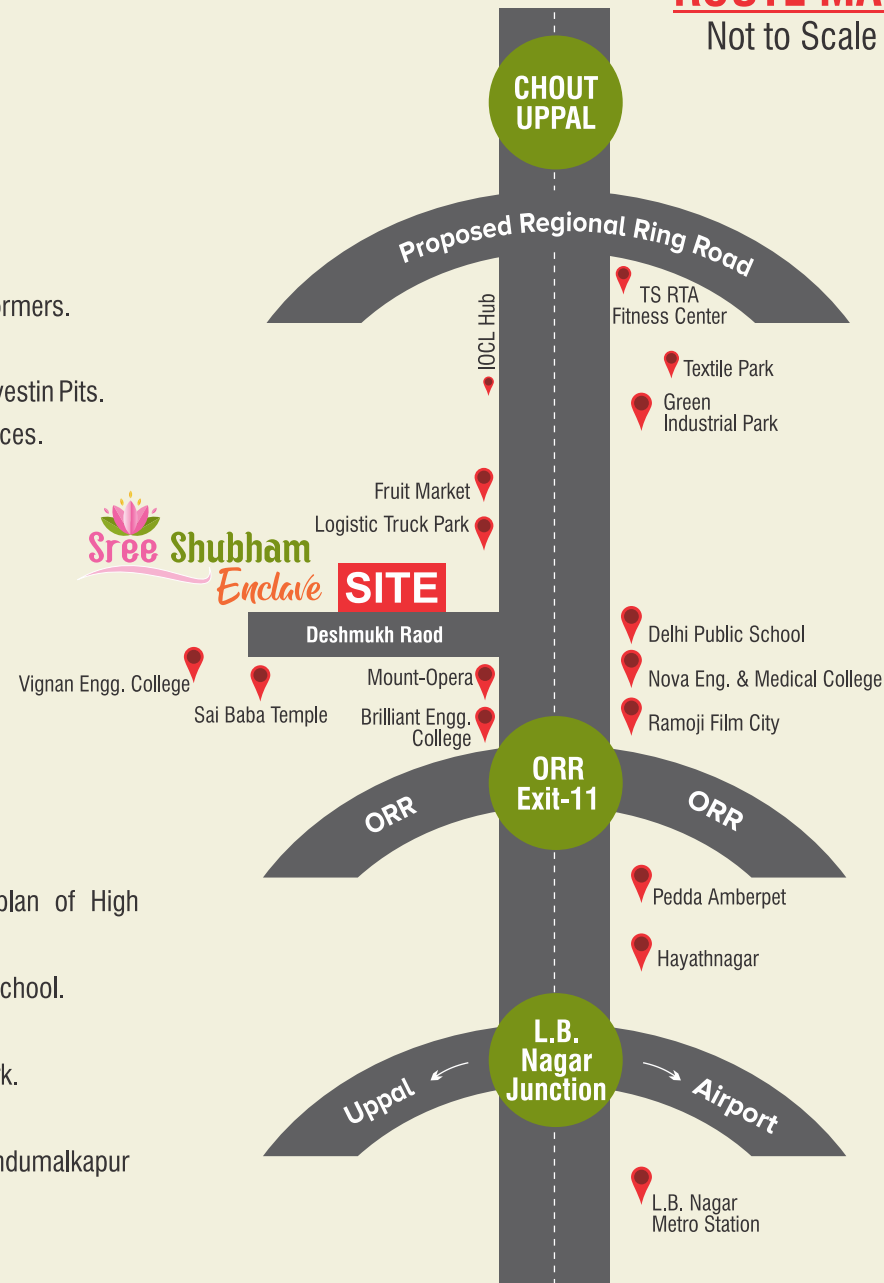 Not to Scale
CHOUT
UPPAL
Proposed Regional Ring Road
TS RTA
Fitness Center
IOCL Hub
Textile Park
Green
Industrial Park
Fruit Market
Logistic Truck Park
Sree Shubham
Enclave
SITE
Deshmukh Raod
Delhi Public School
Nova Eng. & Medical College
Ramoji Film City
Vignan Engg. College
Sai Baba Temple
Mount-Opera
Brilliant Engg.
College
ORR
Exit-11
ORR
ORR
Pedda Amberpet
Hayathnagar
L.B.
Nagar
Junction
Uppal
Airport
L.B. Nagar
Metro Station
ormers.
vestin Pits.
ces.
plan of High
chool.
k.
ndumalkapur